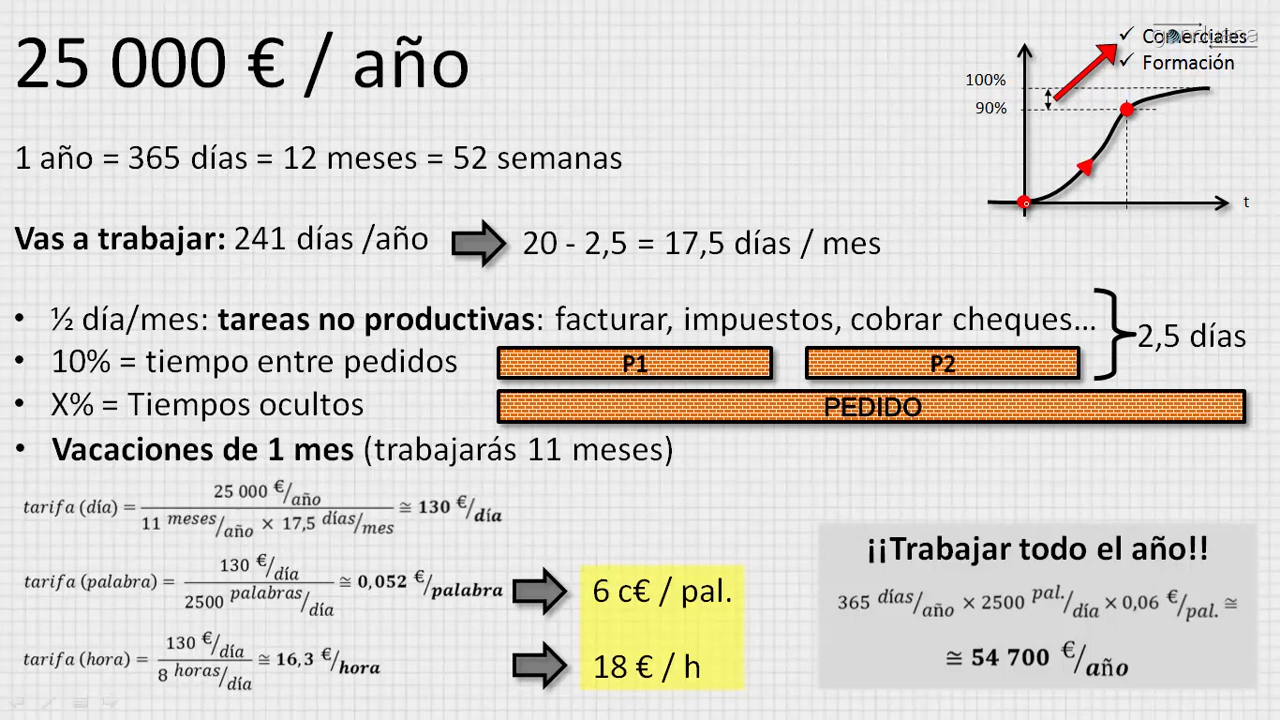 25 000 € / año
✓ Comerciales
✓ Formación
100%
90%
t
1 año = 365 días = 12 meses = 52 semanas
Vas a trabajar: 241 días /año
20 - 2,5 = 17,5 días / mes
• ½ día/mes: tareas no productivas: facturar, impuestos, cobrar cheques...
2,5 días
• 10% = tiempo entre pedidos
P1
P2
• X% = Tiempos ocultos
PEDIDO
• Vacaciones de 1 mes (trabajarás 11 meses)
tarifa (día) = 25 000 €/año / 11 meses/año × 17,5 días/mes ≅ 130 €/día
tarifa (palabra) = 130 €/día / 2500 palabras/día ≅ 0,052 €/palabra
6 c€ / pal.
tarifa (hora) = 130 €/día / 8 horas/día ≅ 16,3 €/hora
18 € / h
¡¡Trabajar todo el año!!
365 días/año × 2500 pal./día × 0,06 €/pal. ≅
≅ 54 700 €/año